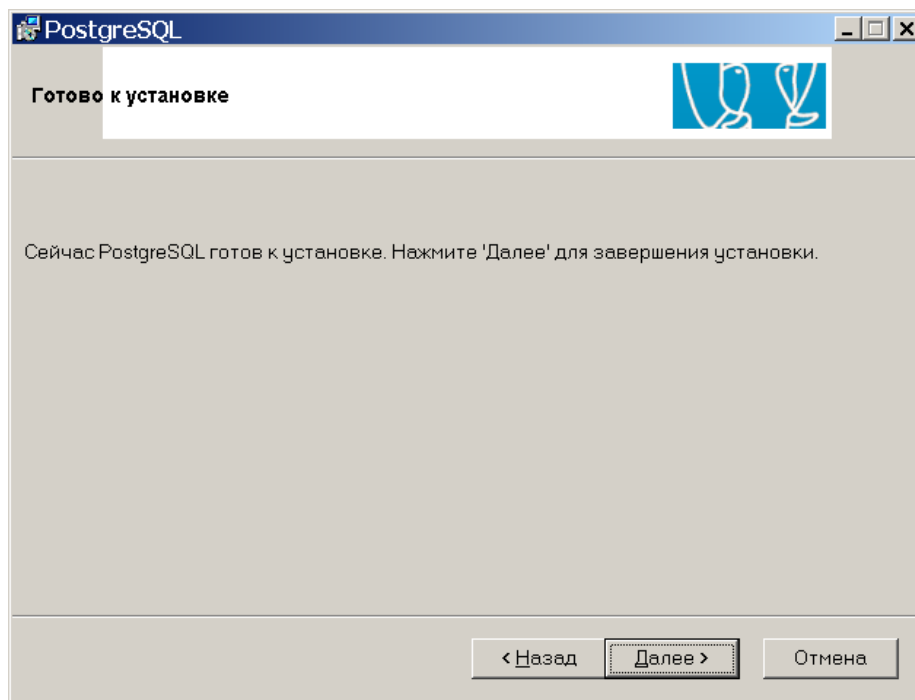 PostgreSQL
Готово к установке
Сейчас PostgreSQL готов к установке. Нажмите 'Далее' для завершения установки.
< Назад Далее > Отмена